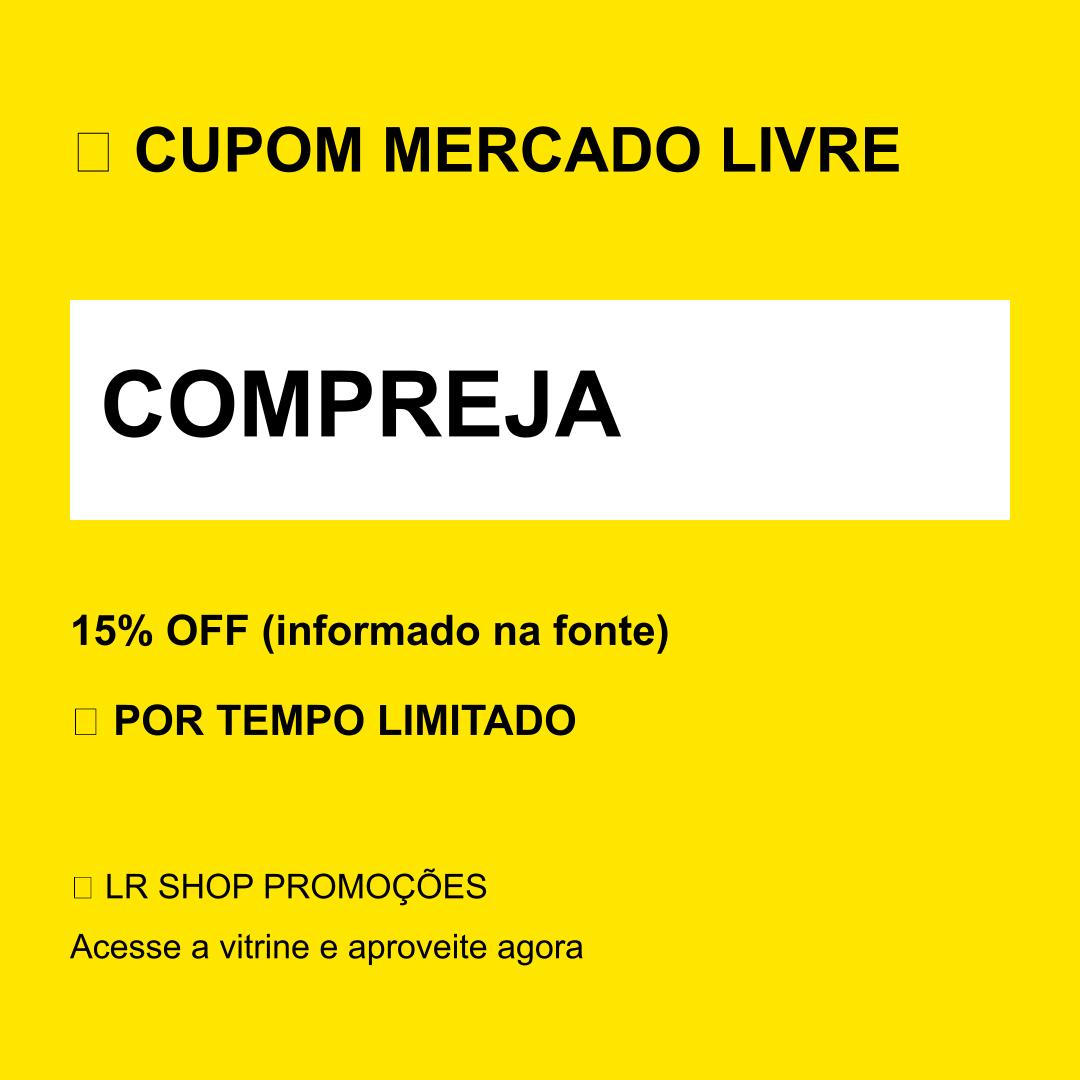 □ CUPOM MERCADO LIVRE
COMPREJA
15% OFF (informado na fonte)
□ POR TEMPO LIMITADO
□ LR SHOP PROMOÇÕES
Acesse a vitrine e aproveite agora